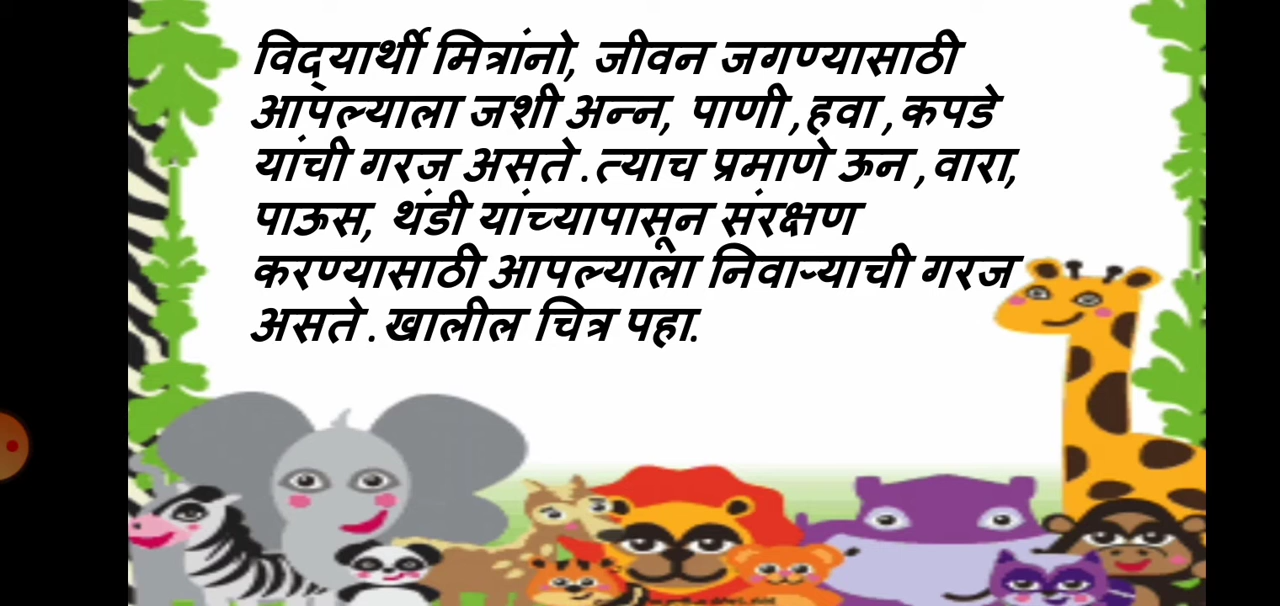 विद्यार्थी मित्रांनो, जीवन जगण्यासाठी
आपल्याला जशी अन्न, पाणी ,हवा ,कपडे
यांची गरज असते .त्याच प्रमाणे ऊन ,वारा,
पाऊस, थंडी यांच्यापासून संरक्षण
करण्यासाठी आपल्याला निवाऱ्याची गरज
असते .खालील चित्र पहा.